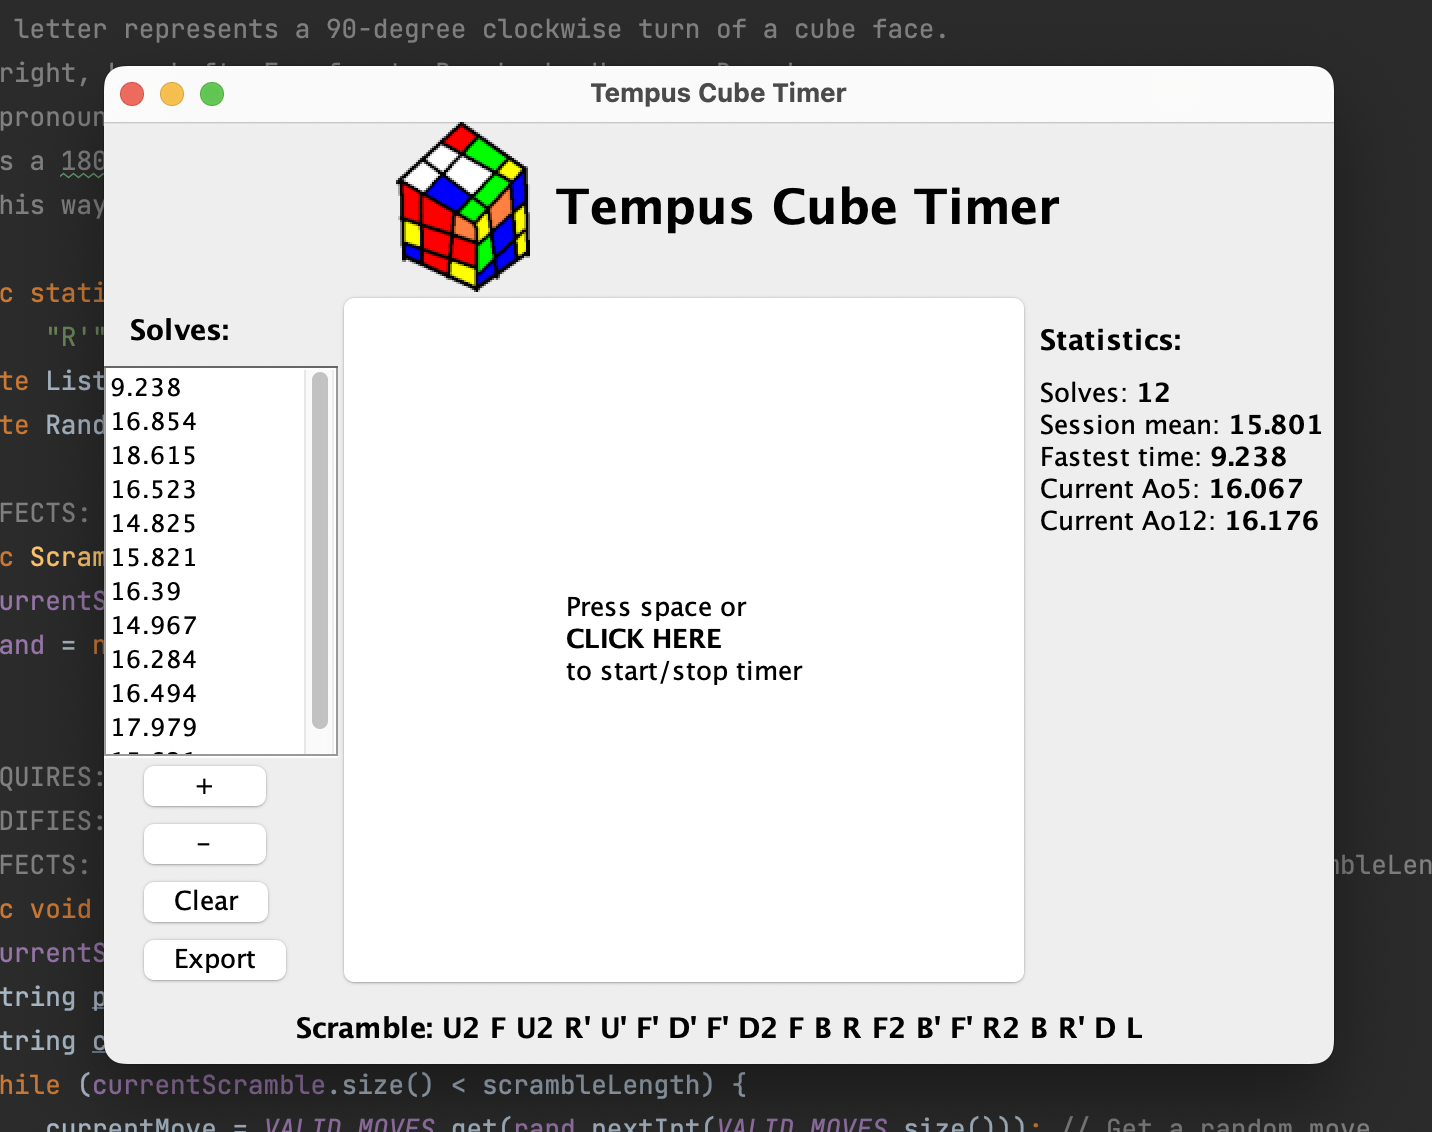 letter represents a 90-degree clockwise turn of a cube face.
right,
pronoun
s a 180
his way
c stati
"R'"
te List
te Rand
FECTS:
c Scram
urrentS
and = n
QUIRES:
DIFIES:
FECTS:
mbleLen
c void
urrentS
tring p
tring c
hile (currentScramble.size() < scrambleLength) {
currentMove = VALID_MOVES.get(rand.nextInt(VALID_MOVES.size())); // Get a random move
Tempus Cube Timer
Tempus Cube Timer
Solves:
9.238
16.854
18.615
16.523
14.825
15.821
16.39
14.967
16.284
16.494
17.979
+
-
Clear
Export
Press space or
CLICK HERE
to start/stop timer
Statistics:
Solves: 12
Session mean: 15.801
Fastest time: 9.238
Current Ao5: 16.067
Current Ao12: 16.176
Scramble: U2 F U2 R' U' F' D' F' D2 F B R F2 B' F' R2 B R' D L